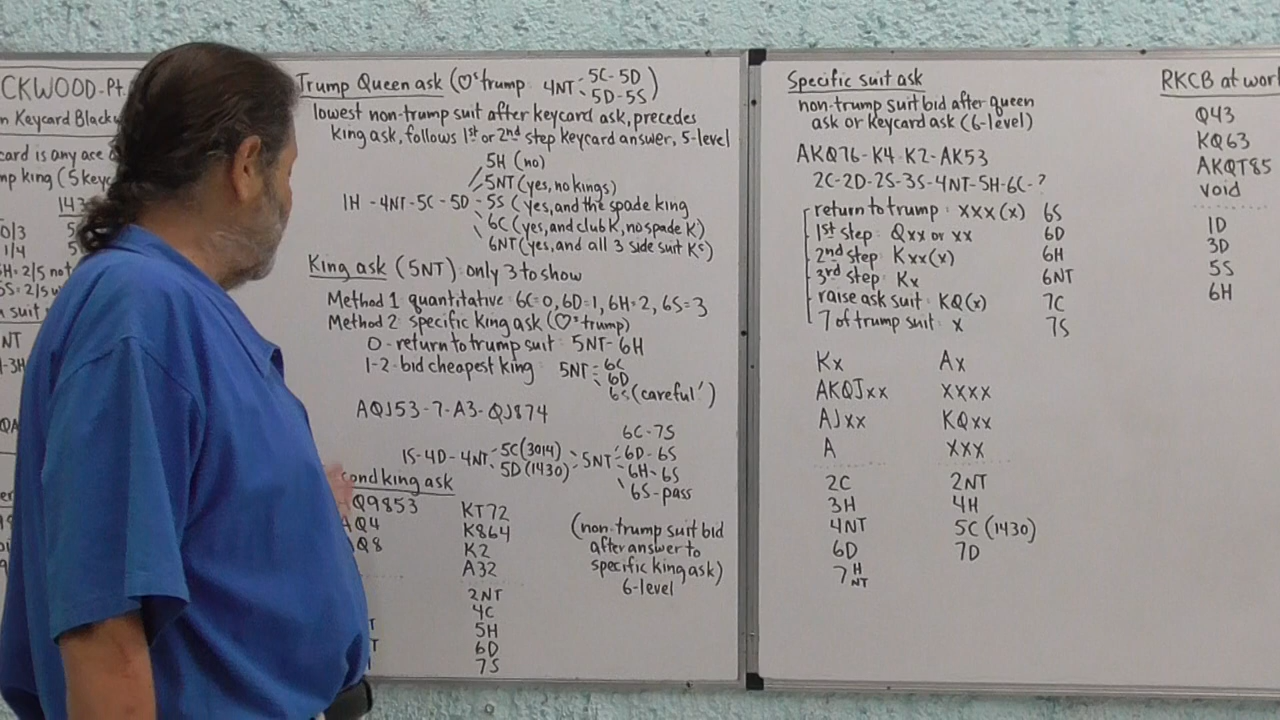 CKWOOD-Pt.
n Keycard Blackw
card is any ace
mp king (5 keyc
143
0/3 5
1/4 5
5H=2/5 not
5S=2/5 w
suit
NT
-3H
QA
Trump Queen ask (♡s trump: 4NT-5C-5D
5D-5S)
lowest non-trump suit after keycard ask, precedes
king ask, follows 1st or 2nd step keycard answer, 5-level
5H (no)
5NT (yes, no kings)
1H-4NT-5C-5D-5S (yes, and the spade king
6C (yes, and club K, no spade K)
6NT (yes, and all 3 side suit Ks)
King ask (5NT): only 3 to show
Method 1: quantitative: 6C=0, 6D=1, 6H=2, 6S=3
Method 2: specific king ask (♡s trump)
0-return to trump suit: 5NT-6H
1-2-bid cheapest king: 5NT-6C
6D
6S (careful!)
AQJ53-7-A3-QJ874
1S-4D-4NT-5C(3014)-5NT-6C-7S
5D(1430) 6D-6S
6H-6S
6S-pass
cond king ask
AQ9853 KT72
AQ4 K864
AQ8 K2
A32
2NT
4C
5H
T 6D
7S
(non-trump suit bid
after answer to
specific king ask)
6-level
Specific suit ask
non-trump suit bid after queen
ask or keycard ask (6-level)
AKQ76-K4-K2-AK53
2C-2D-2S-3S-4NT-5H-6C-?
return to trump: xxx(x) 6S
1st step: Qxx or xx 6D
2nd step: Kxx(x) 6H
3rd step: Kx 6NT
raise ask suit: KQ(x) 7C
7 of trump suit: x 7S
Kx Ax
AKQJxx xxxx
AJxx KQxx
A xxx
2C 2NT
3H 4H
4NT 5C (1430)
6D 7D
7H
NT
RKCB at wor
Q43
KQ63
AKQT85
void
1D
3D
5S
6H